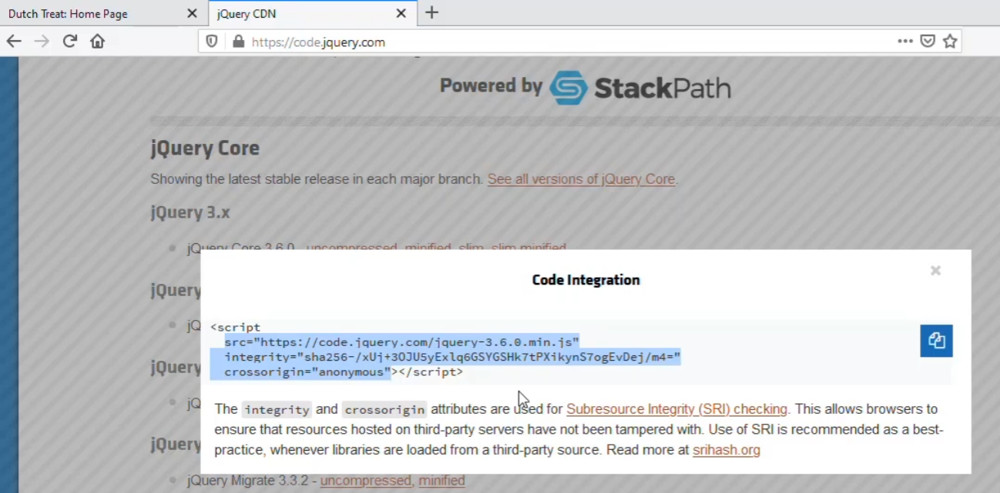 Dutch Treat: Home Page
jQuery CDN
https://code.jquery.com
Powered by StackPath
jQuery Core
Showing the latest stable release in each major branch. See all versions of jQuery Core.
jQuery 3.x
jQuery Core 3.6.0 - uncompressed, minified, slim, slim minified
Code Integration
jQuery
jQ
<script
src="https://code.jquery.com/jquery-3.6.0.min.js"
integrity="sha256-/xUj+3OJU5yExlq6GSYGSHk7tPXikynS7ogEvDej/m4="
crossorigin="anonymous"></script>
jQuery
jQ
The integrity and crossorigin attributes are used for Subresource Integrity (SRI) checking. This allows browsers to
ensure that resources hosted on third-party servers have not been tampered with. Use of SRI is recommended as a best-
practice, whenever libraries are loaded from a third-party source. Read more at srihash.org
jQuery
jQuery Migrate 3.3.2 - uncompressed, minified